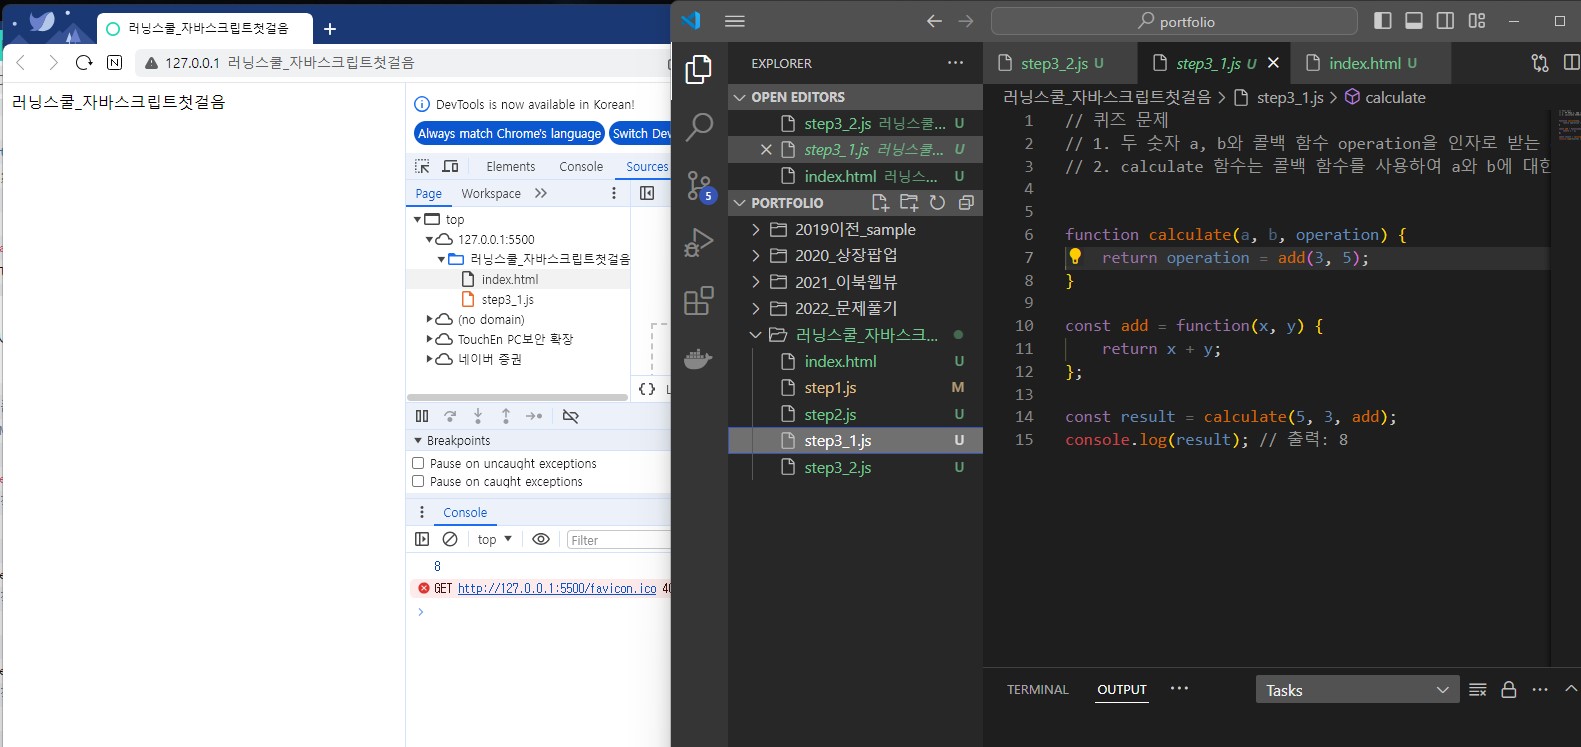 러닝스쿨_자바스크립트첫걸음
127.0.0.1 러닝스쿨_자바스크립트첫걸음
러닝스쿨_자바스크립트첫걸음
DevTools is now available in Korean!
Always match Chrome's language
Switch Dev
Elements Console Sources
Page Workspace
top
127.0.0.1:5500
러닝스쿨_자바스크립트첫걸음
index.html
step3_1.js
(no domain)
TouchEn PC보안 확장
네이버 증권
Breakpoints
Pause on uncaught exceptions
Pause on caught exceptions
Console
top
Filter
8
GET http://127.0.0.1:5500/favicon.ico 40
portfolio
EXPLORER
OPEN EDITORS
step3_2.js 러닝스쿨... U
step3_1.js 러닝스쿨... U
index.html 러닝스... U
5
PORTFOLIO
2019이전_sample
2020_상장팝업
2021_이북웹뷰
2022_문제풀기
러닝스쿨_자바스크...
index.html U
step1.js M
step2.js U
step3_1.js U
step3_2.js U
step3_2.js U
step3_1.js U
index.html U
러닝스쿨_자바스크립트첫걸음 > step3_1.js > calculate
1 // 퀴즈 문제
2 // 1. 두 숫자 a, b와 콜백 함수 operation을 인자로 받는
3 // 2. calculate 함수는 콜백 함수를 사용하여 a와 b에 대한
4
5
6 function calculate(a, b, operation) {
7 return operation = add(3, 5);
8 }
9
10 const add = function(x, y) {
11 return x + y;
12 };
13
14 const result = calculate(5, 3, add);
15 console.log(result); // 출력: 8
TERMINAL OUTPUT
Tasks